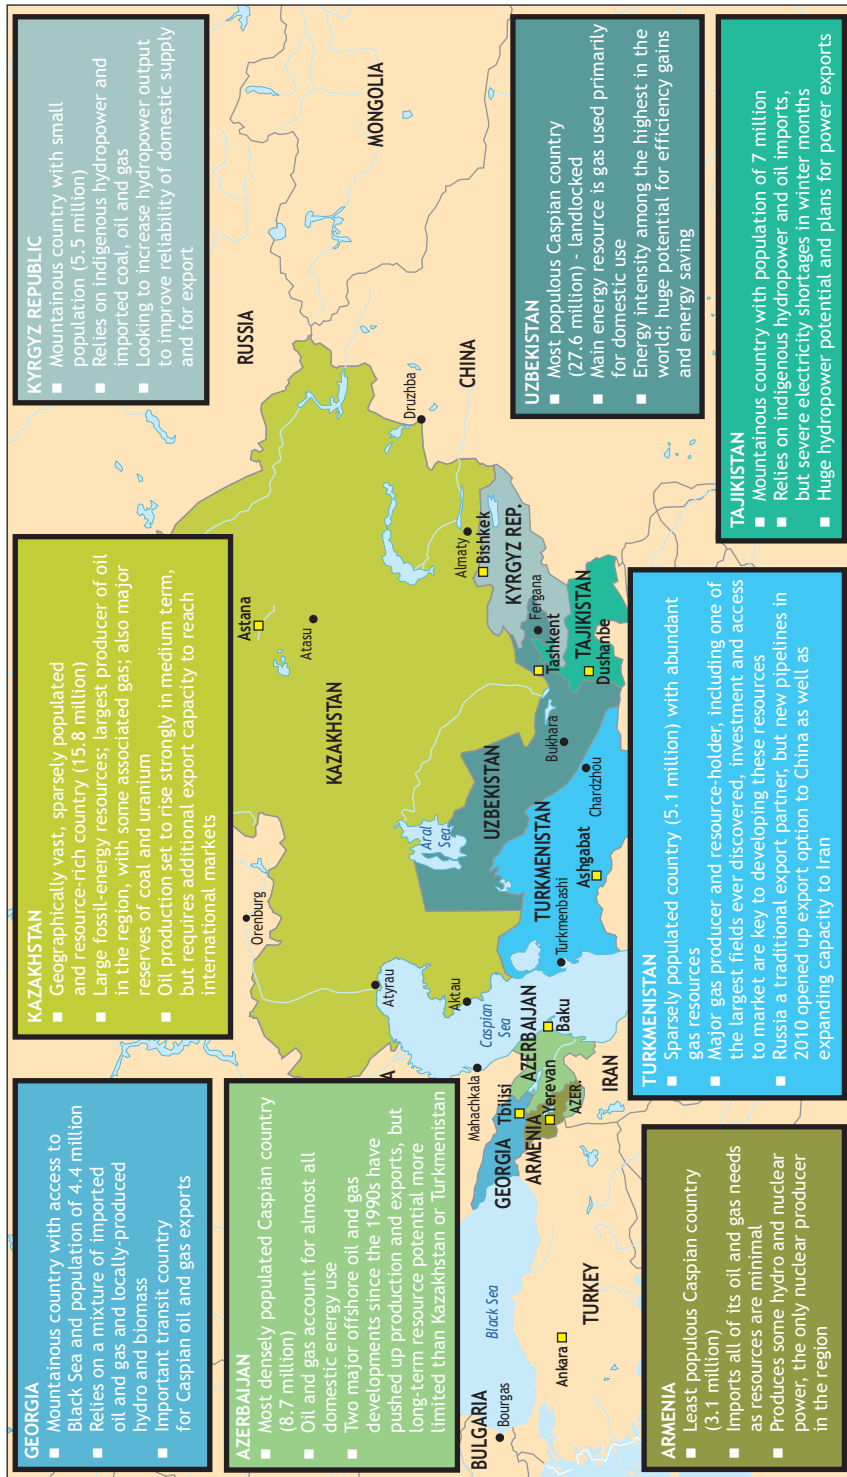 GEORGIA
■ Mountainous country with access to
Black Sea and population of 4.4 million
■ Relies on a mixture of imported
oil and gas and locally-produced
hydro and biomass
■ Important transit country
for Caspian oil and gas exports
KAZAKHSTAN
■ Geographically vast, sparsely populated
and resource-rich country (15.8 million)
■ Large fossil-energy resources; largest producer of oil
in the region, with some associated gas; also major
reserves of coal and uranium
■ Oil production set to rise strongly in medium term,
but requires additional export capacity to reach
international markets
KYRGYZ REPUBLIC
■ Mountainous country with small
population (5.5 million)
■ Relies on indigenous hydropower and
imported coal, oil and gas
■ Looking to increase hydropower output
to improve reliability of domestic supply
and for export
AZERBAIJAN
■ Most densely populated Caspian country
(8.7 million)
■ Oil and gas account for almost all
domestic energy use
■ Two major offshore oil and gas
developments since the 1990s have
pushed up production and exports, but
long-term resource potential more
limited than Kazakhstan or Turkmenistan
RUSSIA
MONGOLIA
Orenburg
Astana
Atasu
KAZAKHSTAN
A
Atyrau
Druzhba
CHINA
Aktau
Aral
Sea
Almaty
Bishkek
BULGARIA
Bourgas
Black Sea
Mahachkala
Caspian
Sea
UZBEKISTAN
KYRGYZ REP.
GEORGIA
Tbilisi
AZERBAIJAN
Baku
TURKMENISTAN
Turkmenbashi
Bukhara
Tashkent
Fergana
ARMENIA
Yerevan
AZER.
Ankara
TURKEY
IRAN
Ashgabat
Chardzhou
TAJIKISTAN
Dushanbe
UZBEKISTAN
■ Most populous Caspian country
(27.6 million) - landlocked
■ Main energy resource is gas used primarily
for domestic use
■ Energy intensity among the highest in the
world; huge potential for efficiency gains
and energy saving
ARMENIA
■ Least populous Caspian country
(3.1 million)
■ Imports all of its oil and gas needs
as resources are minimal
■ Produces some hydro and nuclear
power, the only nuclear producer
in the region
TURKMENISTAN
■ Sparsely populated country (5.1 million) with abundant
gas resources
■ Major gas producer and resource-holder, including one of
the largest fields ever discovered, investment and access
to market are key to developing these resources
■ Russia a traditional export partner, but new pipelines in
2010 opened up export option to China as well as
expanding capacity to Iran
TAJIKISTAN
■ Mountainous country with population of 7 million
■ Relies on indigenous hydropower and oil imports,
but severe electricity shortages in winter months
■ Huge hydropower potential and plans for power exports